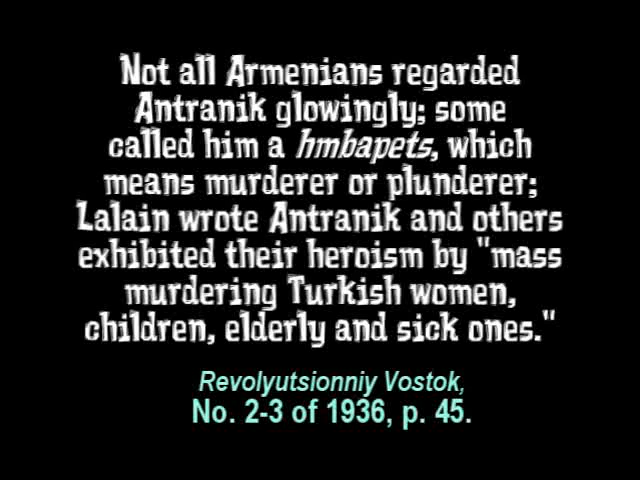 Not all Armenians regarded
Antranik glowingly; some
called him a hmbapets, which
means murderer or plunderer;
Lalain wrote Antranik and others
exhibited their heroism by "mass
murdering Turkish women,
children, elderly and sick ones."
Revolyutsionniy Vostok,
No. 2-3 of 1936, p. 45.